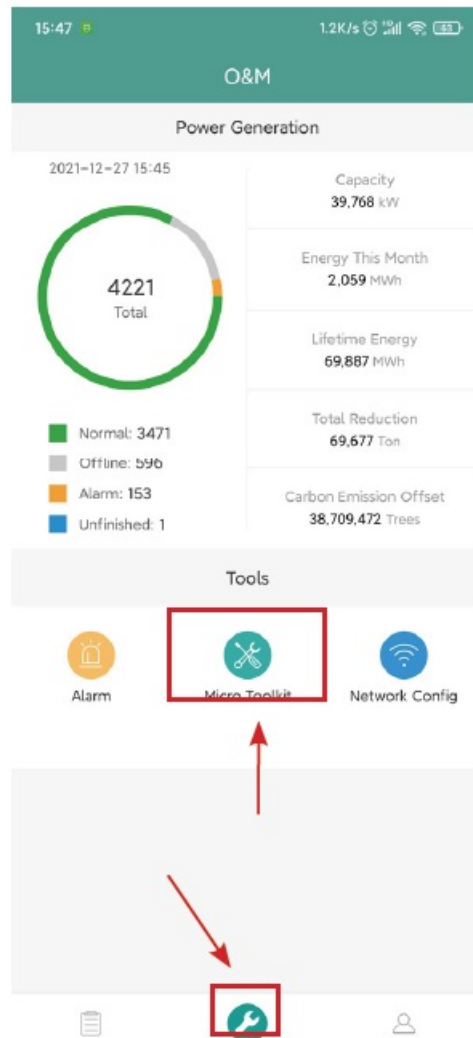 15:47
1.2K/s 63
O&M
Power Generation
2021-12-27 15:45
4221
Total
Normal: 3471
Offline: 596
Alarm: 153
Unfinished: 1
Capacity
39,768 kW
Energy This Month
2,059 MWh
Lifetime Energy
69,887 MWh
Total Reduction
69,677 Ton
Carbon Emission Offset
38,709,472 Trees
Tools
Alarm
Micro Toolkit
Network Config